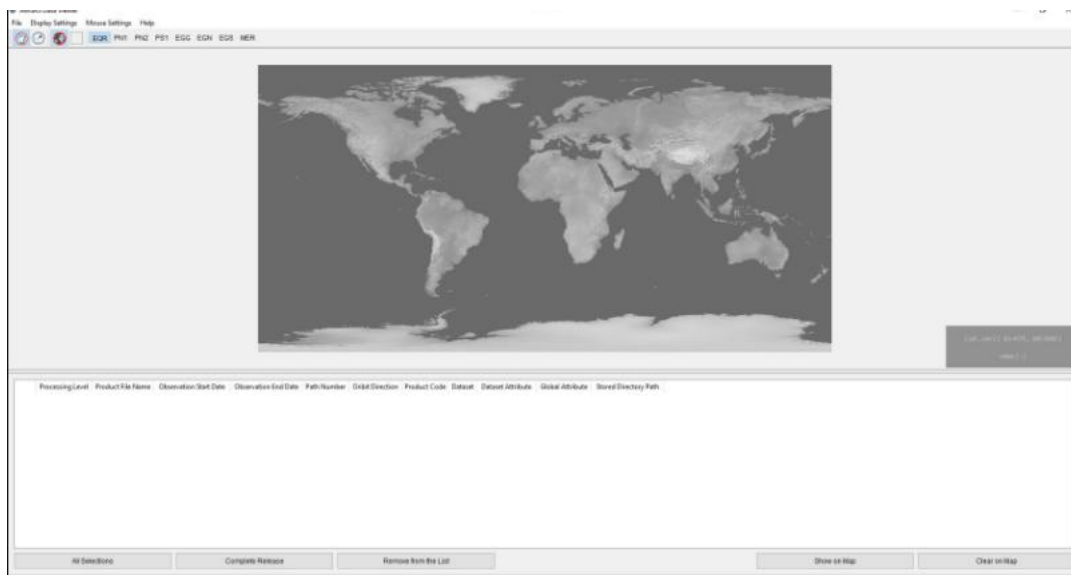 File Display Settings Mouse Settings Help
EQR PN1 PN2 PS1 EQG EGN EGS MER
Processing Level Product File Name Observation Start Date Observation End Date Path Number Orbit Direction Product Code Dataset Dataset Attribute Global Attribute Stored Directory Path
All Selections Complete Release Remove from the List Show on Map Clear on Map